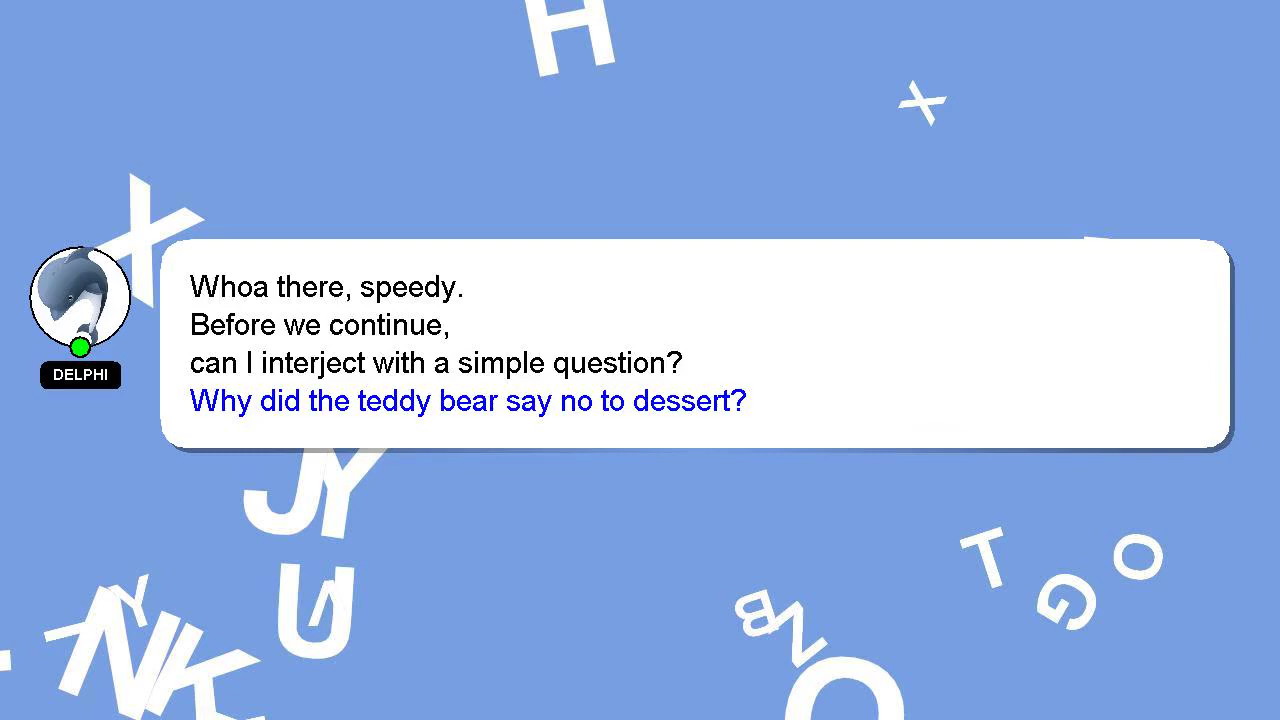 Whoa there, speedy.
Before we continue,
can I interject with a simple question?
Why did the teddy bear say no to dessert?
DELPHI
H
X
X
J
Y
U
Y
N
K
T
O
G
B
N
O